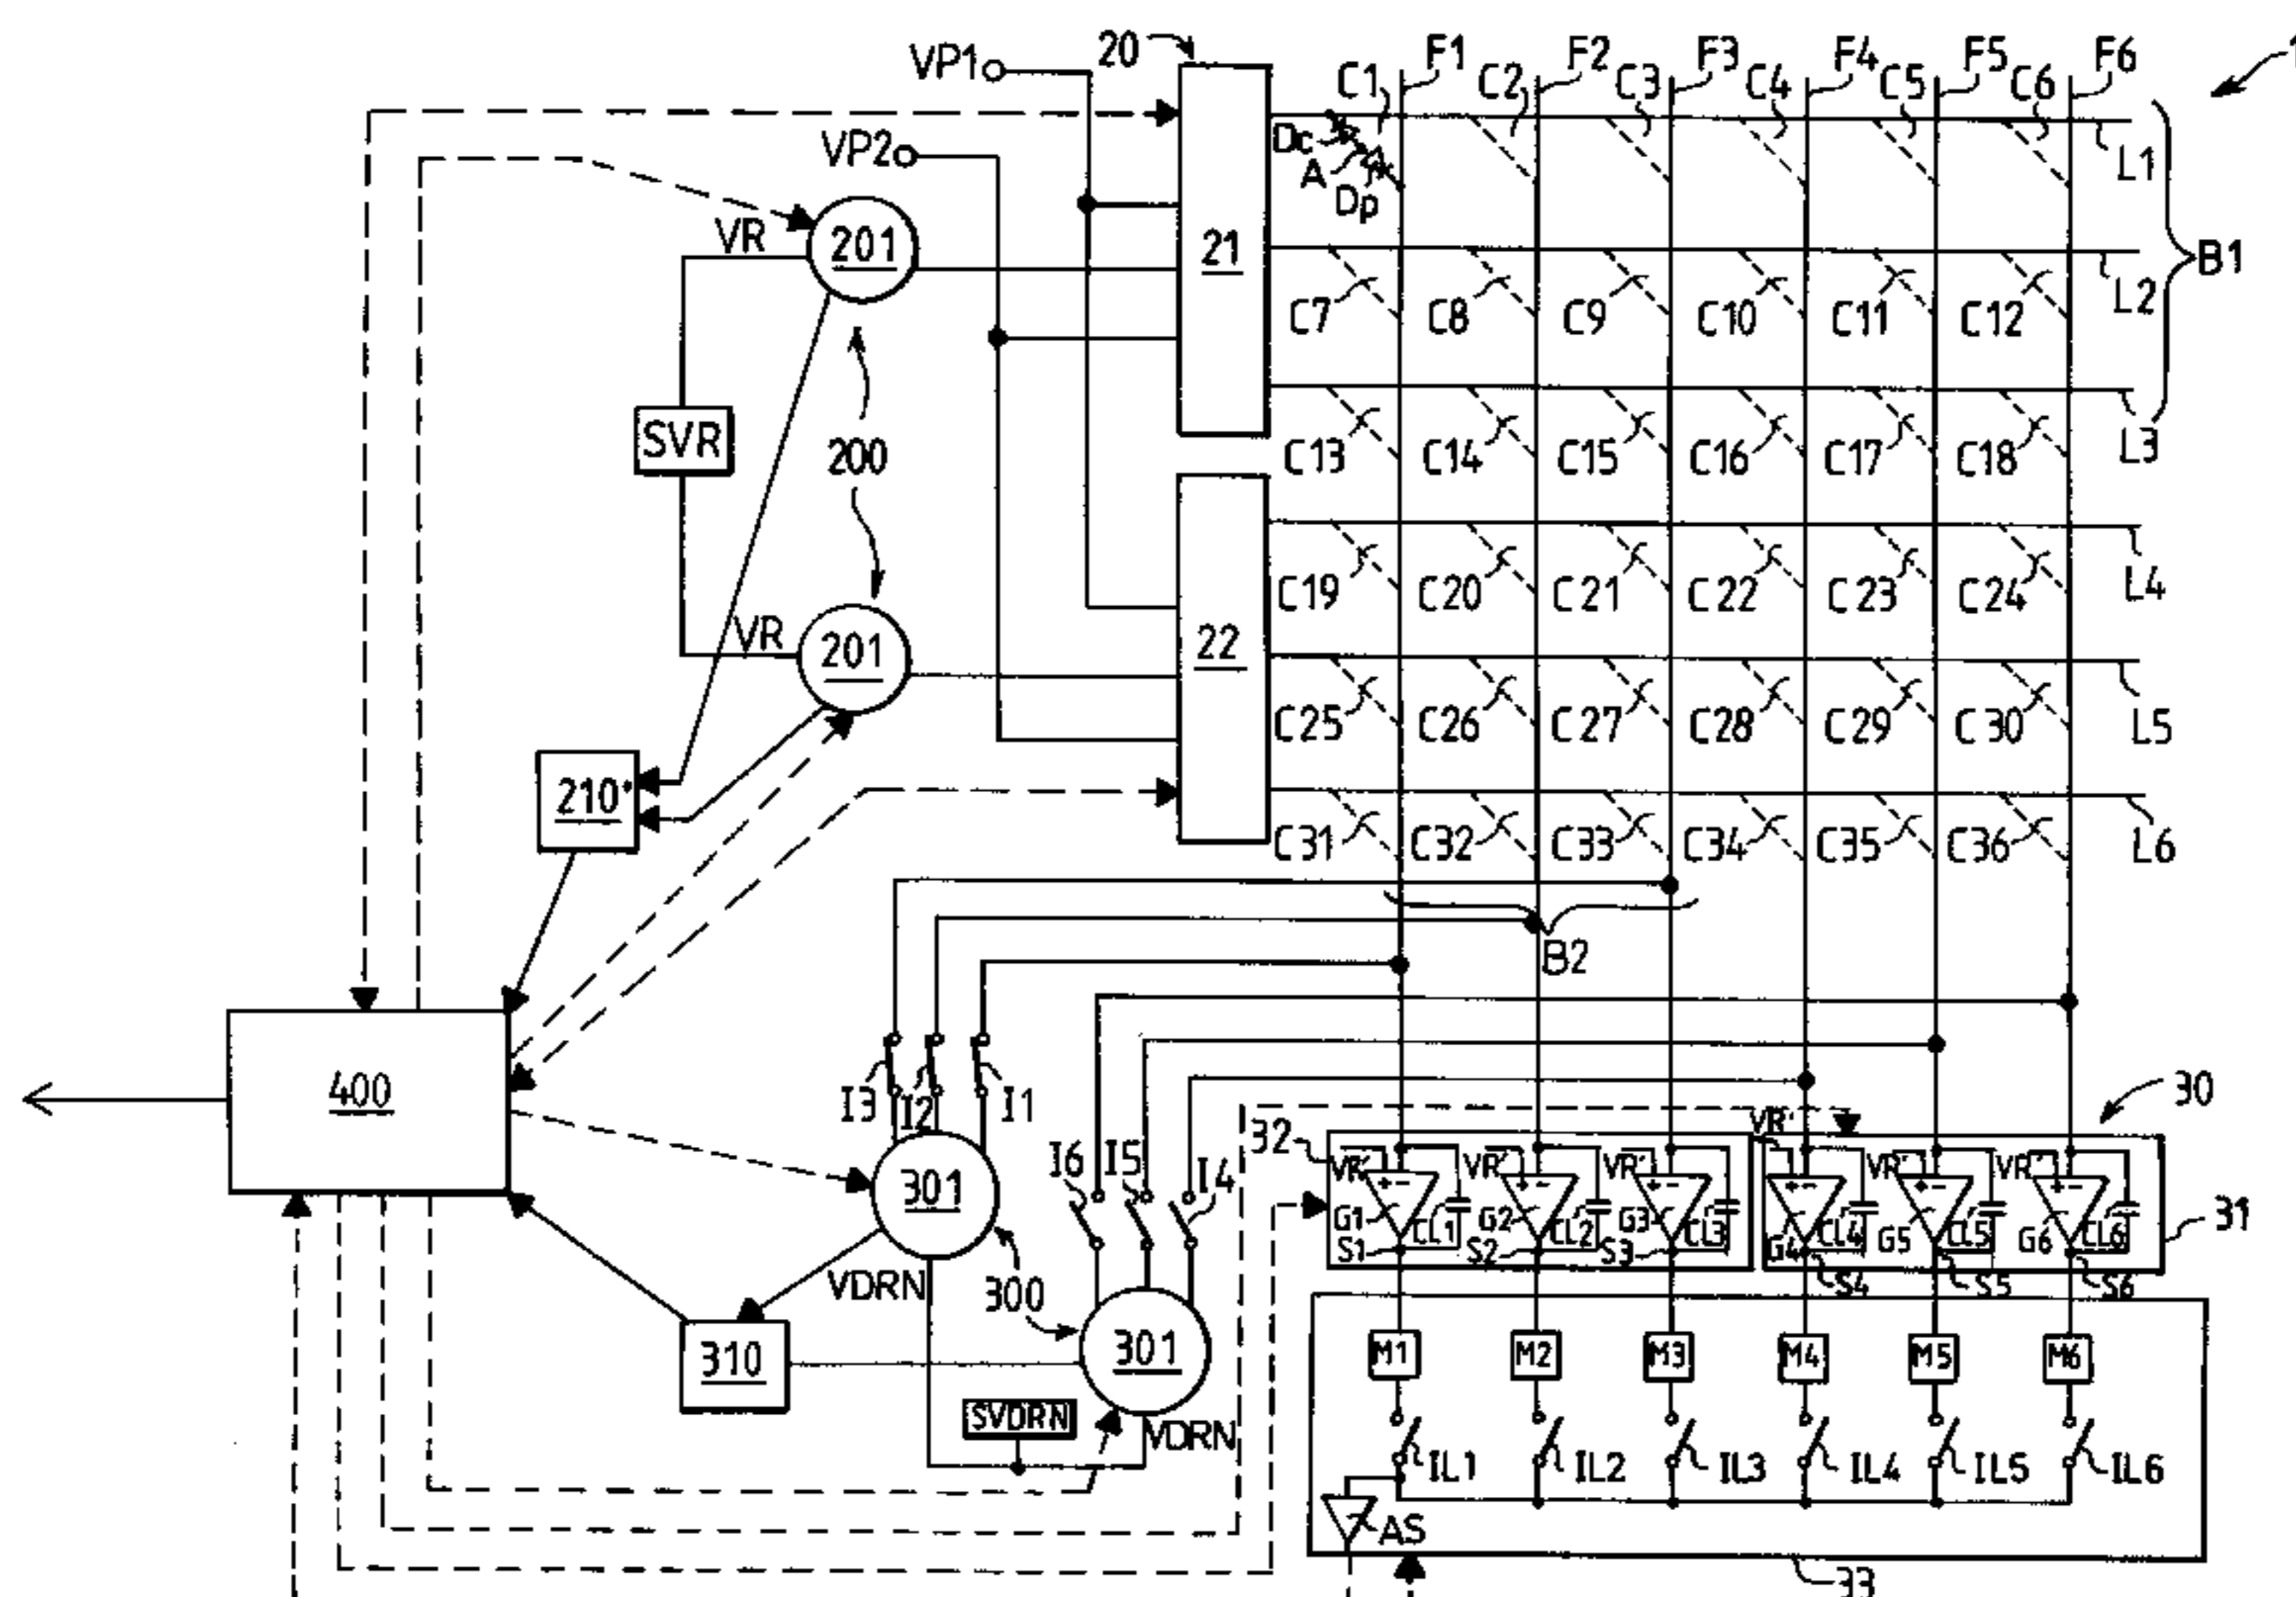 VP1 20 C1 F1 C2 F2 C3 F3 C4 F4 C5 F5 C6 F6
VP2 Dc A Dp L1
VR 201 21 B1
C7 C8 C9 C10 C11 C12 L2
SVR 200 C13 C14 C15 C16 C17 C18 L3
C19 C20 C21 C22 C23 C24 L4
VR 201 22
C25 C26 C27 C28 C29 C30 L5
210'
C31 C32 C33 C34 C35 C36 L6
B2
400 I3 I2 I1 30
32 VR' VR' VR' VR' VR' VR'
301 I6 I5 I4 + - + - + - + - + - + -
G1 CL1 G2 CL2 G3 CL3 G4 CL4 G5 CL5 G6 CL6 31
S1 S2 S3 S4 S5 S6
VDRN 300
310 301 M1 M2 M3 M4 M5 M6
SVDRN VDRN
IL1 IL2 IL3 IL4 IL5 IL6
AS
33